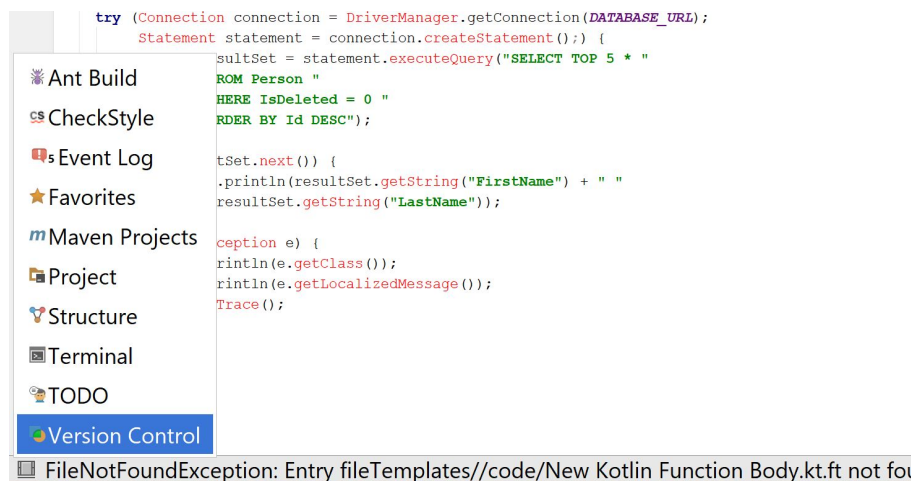 try (Connection connection = DriverManager.getConnection(DATABASE_URL);
Statement statement = connection.createStatement();) {
sultSet = statement.executeQuery("SELECT TOP 5 * "
ROM Person "
HERE IsDeleted = 0 "
RDER BY Id DESC");
tSet.next()) {
.println(resultSet.getString("FirstName") + " "
resultSet.getString("LastName"));
ception e) {
rintln(e.getClass());
rintln(e.getLocalizedMessage());
Trace();
Ant Build
CS CheckStyle
5 Event Log
Favorites
m Maven Projects
Project
Structure
Terminal
TODO
Version Control
FileNotFoundException: Entry fileTemplates//code/New Kotlin Function Body.kt.ft not fou